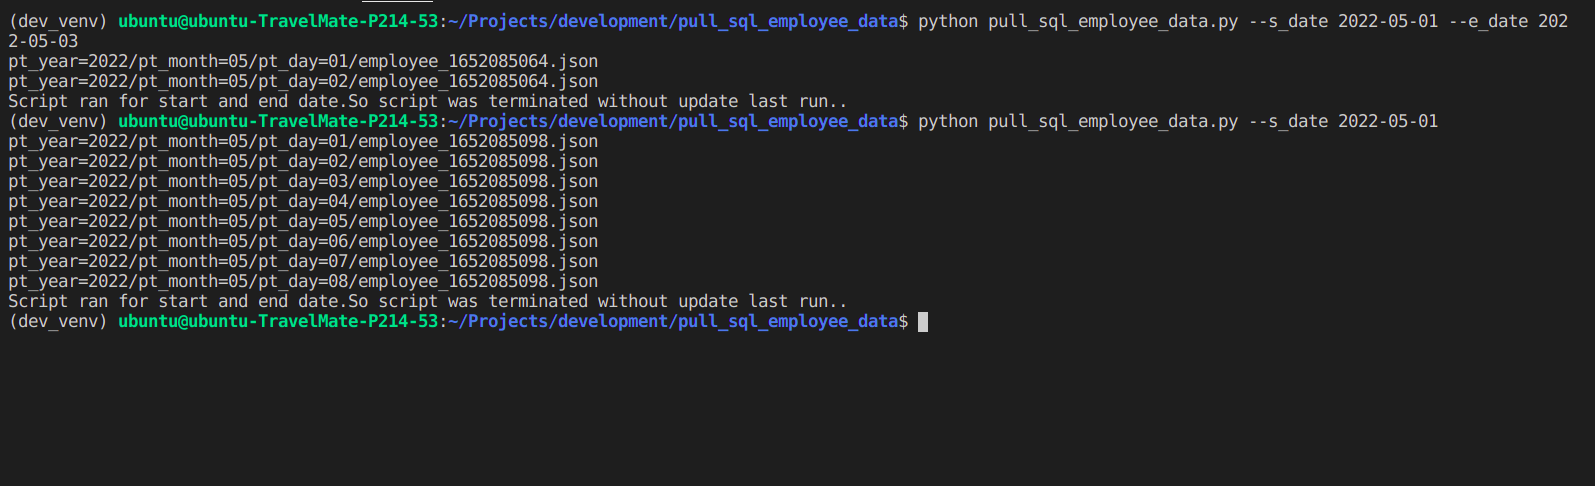 (dev_venv) ubuntu@ubuntu-TravelMate-P214-53:~/Projects/development/pull_sql_employee_data$ python pull_sql_employee_data.py --s_date 2022-05-01 --e_date 202
2-05-03
pt_year=2022/pt_month=05/pt_day=01/employee_1652085064.json
pt_year=2022/pt_month=05/pt_day=02/employee_1652085064.json
Script ran for start and end date.So script was terminated without update last run..
(dev_venv) ubuntu@ubuntu-TravelMate-P214-53:~/Projects/development/pull_sql_employee_data$ python pull_sql_employee_data.py --s_date 2022-05-01
pt_year=2022/pt_month=05/pt_day=01/employee_1652085098.json
pt_year=2022/pt_month=05/pt_day=02/employee_1652085098.json
pt_year=2022/pt_month=05/pt_day=03/employee_1652085098.json
pt_year=2022/pt_month=05/pt_day=04/employee_1652085098.json
pt_year=2022/pt_month=05/pt_day=05/employee_1652085098.json
pt_year=2022/pt_month=05/pt_day=06/employee_1652085098.json
pt_year=2022/pt_month=05/pt_day=07/employee_1652085098.json
pt_year=2022/pt_month=05/pt_day=08/employee_1652085098.json
Script ran for start and end date.So script was terminated without update last run..
(dev_venv) ubuntu@ubuntu-TravelMate-P214-53:~/Projects/development/pull_sql_employee_data$